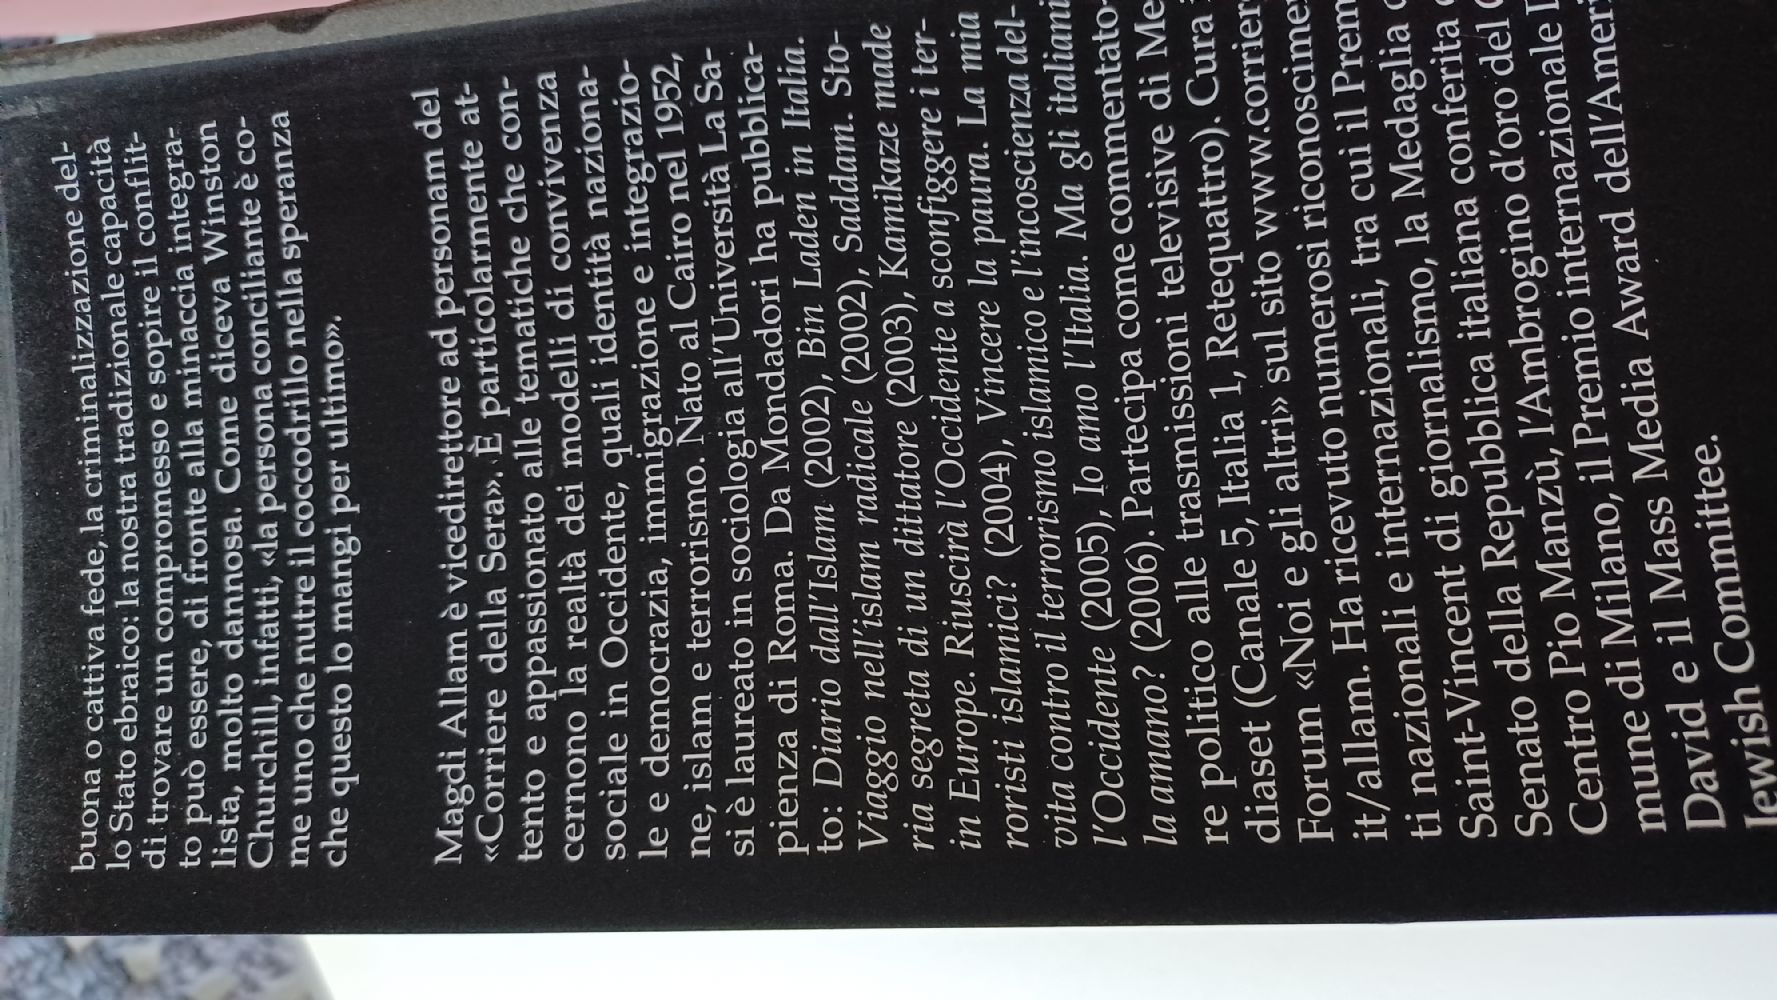 buona o cattiva fede, la criminalizzazione del-
lo Stato ebraico: la nostra tradizionale capacità
di trovare un compromesso e sopire il conflit-
to può essere, di fronte alla minaccia integra-
lista, molto dannosa. Come diceva Winston
Churchill, infatti, «la persona conciliante è co-
me uno che nutre il coccodrillo nella speranza
che questo lo mangi per ultimo».
Magdi Allam è vicedirettore ad personam del
«Corriere della Sera». È particolarmente at-
tento e appassionato alle tematiche che con-
cernono la realtà dei modelli di convivenza
sociale in Occidente, quali identità naziona-
le e democrazia, immigrazione e integrazio-
ne, islam e terrorismo. Nato al Cairo nel 1952,
si è laureato in sociologia all'Università La Sa-
pienza di Roma. Da Mondadori ha pubblica-
to: Diario dall'Islam (2002), Bin Laden in Italia.
Viaggio nell'islam radicale (2002), Saddam. Sto-
ria segreta di un dittatore (2003), Kamikaze made
in Europe. Riuscirà l'Occidente a sconfiggere i ter-
roristi islamici? (2004), Vincere la paura. La mia
vita contro il terrorismo islamico e l'incoscienza del-
l'Occidente (2005), Io amo l'Italia. Ma gli italiani
la amano? (2006). Partecipa come commentato-
re politico alle trasmissioni televisive di Me
diaset (Canale 5, Italia 1, Retequattro). Cura
Forum «Noi e gli altri» sul sito www.corrier
it/allam. Ha ricevuto numerosi riconoscime
ti nazionali e internazionali, tra cui il Prem
Saint-Vincent di giornalismo, la Medaglia
Senato della Repubblica italiana conferita
Centro Pio Manzù, l'Ambrogino d'oro del
mune di Milano, il Premio internazionale
David e il Mass Media Award dell'Ameri
Jewish Committee.